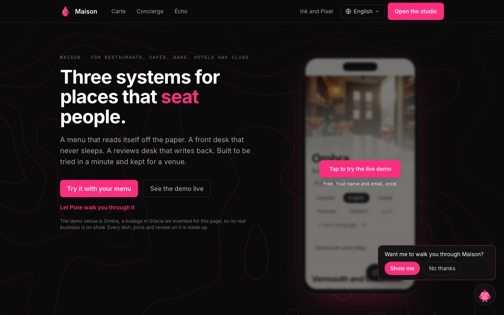 Maison
Carte
Concierge
Écho
Ink and Pixel
English
Open the studio
MAISON
FOR RESTAURANTS, CAFÉS, BARS, HOTELS AND CLUBS
Three systems for
places that seat
people.
A menu that reads itself off the paper. A front desk that
never sleeps. A reviews desk that writes back. Built to be
tried in a minute and kept for a venue.
Try it with your menu
See the demo live
Let Pixie walk you through it
The demo venue is Ombra, a bodega in Gràcia we invented for this page, so no real
business is on show. Every dish, price and review on it is made up.
Ombra
Tap to try the live demo
Free. Your name and email, once.
English
Vermouth and
Want me to walk you through Maison?
Show me
No thanks